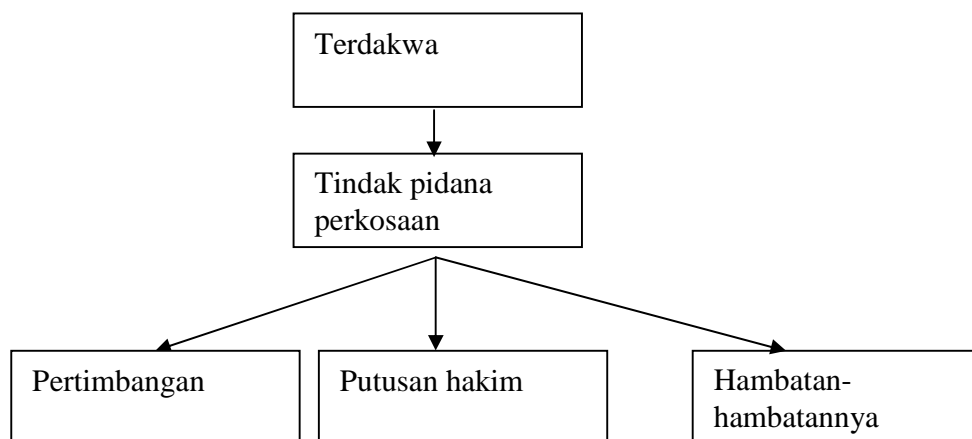 Terdakwa
Tindak pidana
perkosaan
Pertimbangan
Putusan hakim
Hambatan-
hambatannya